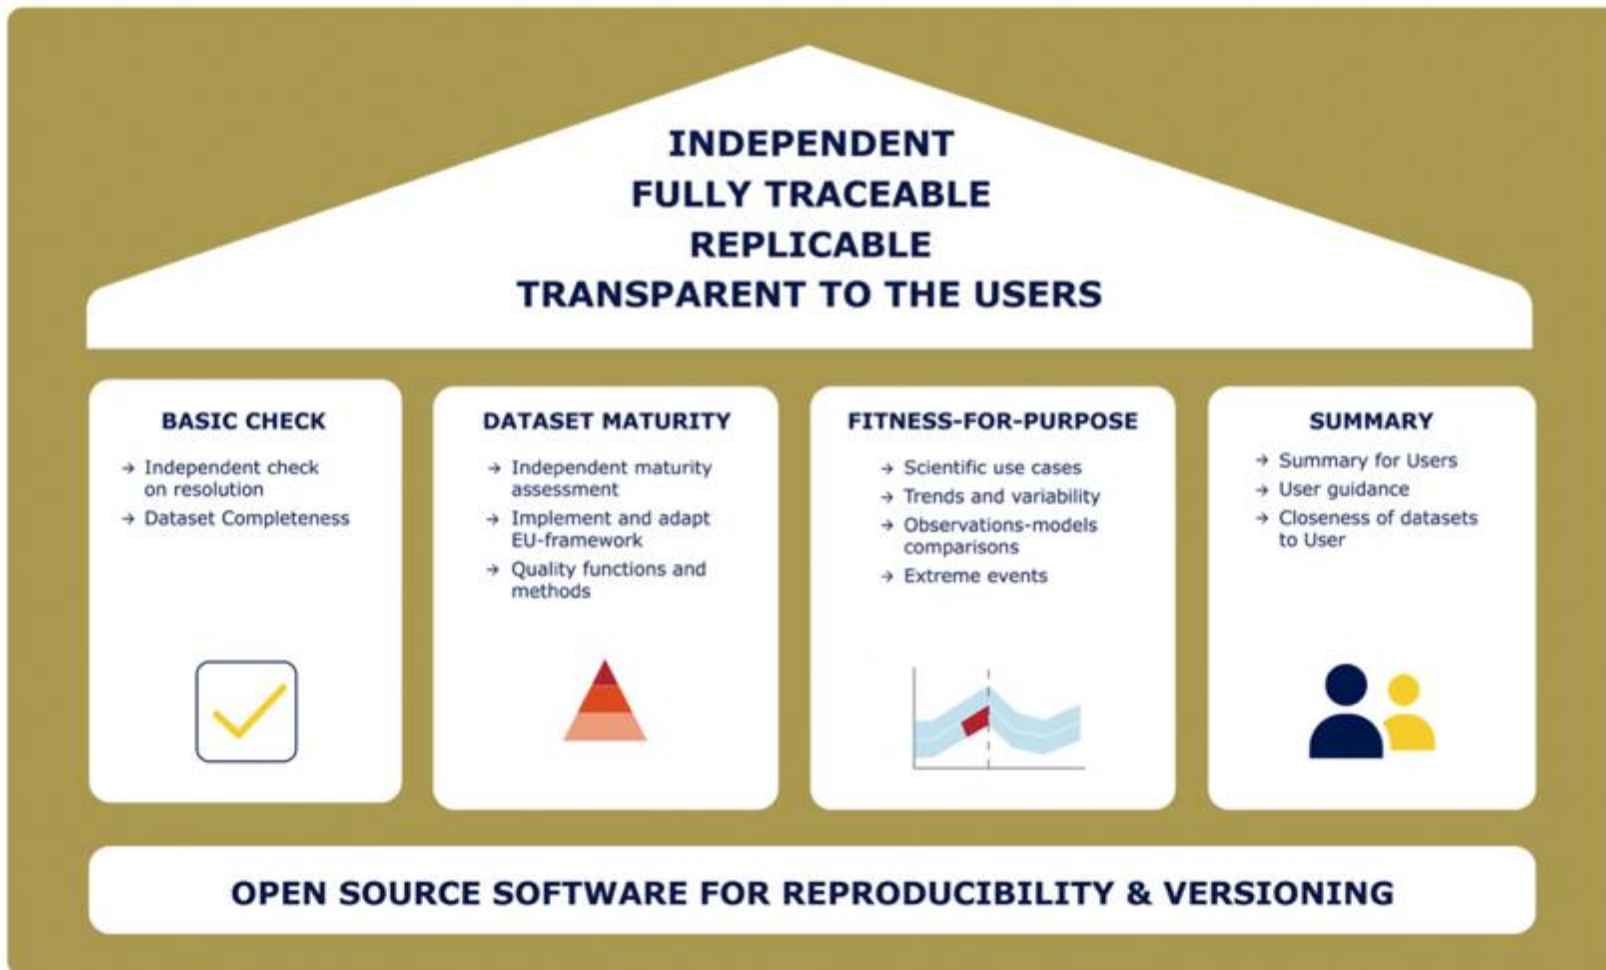 INDEPENDENT
FULLY TRACEABLE
REPLICABLE
TRANSPARENT TO THE USERS
BASIC CHECK
→ Independent check
on resolution
→ Dataset Completeness
DATASET MATURITY
→ Independent maturity
assessment
→ Implement and adapt
EU-framework
→ Quality functions and
methods
FITNESS-FOR-PURPOSE
→ Scientific use cases
→ Trends and variability
→ Observations-models
comparisons
→ Extreme events
SUMMARY
→ Summary for Users
→ User guidance
→ Closeness of datasets
to User
OPEN SOURCE SOFTWARE FOR REPRODUCIBILITY & VERSIONING